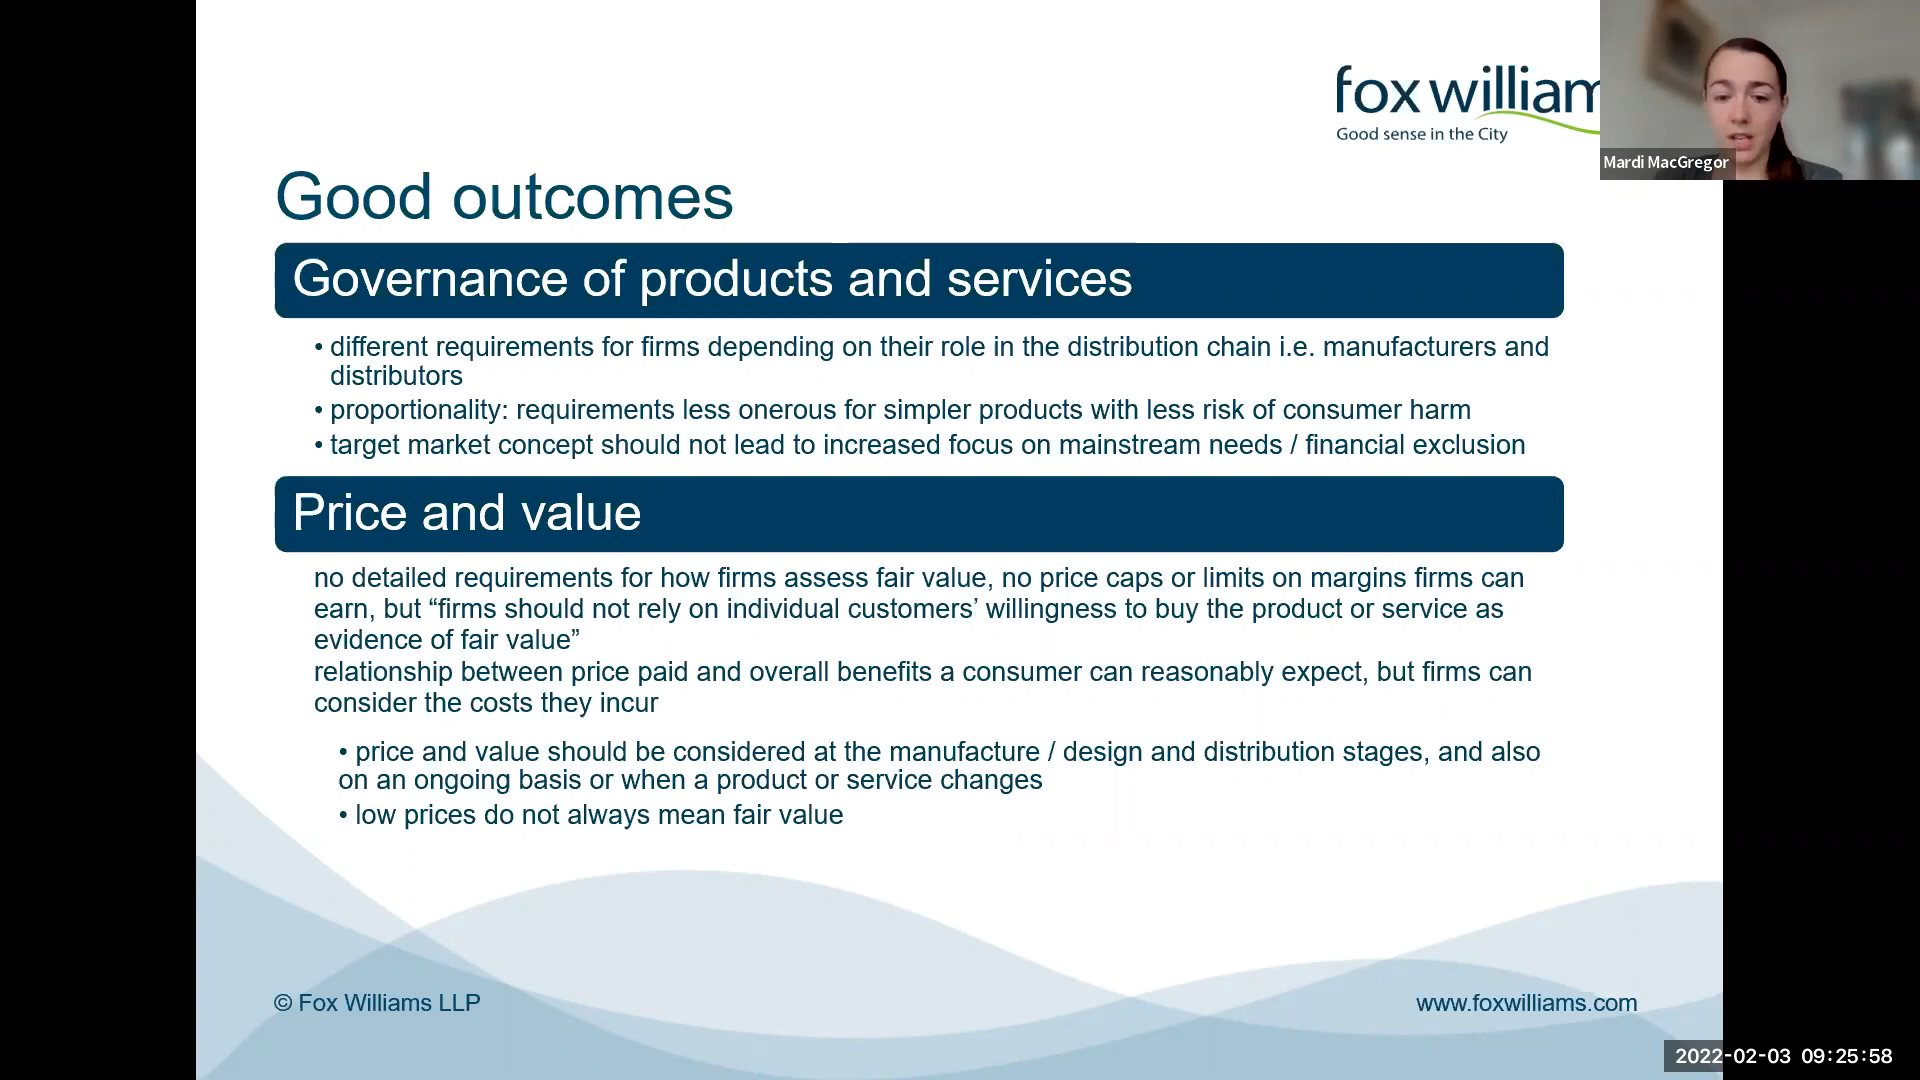 fox william
Good sense in the City
Mardi MacGregor
Good outcomes
Governance of products and services
• different requirements for firms depending on their role in the distribution chain i.e. manufacturers and
distributors
• proportionality: requirements less onerous for simpler products with less risk of consumer harm
• target market concept should not lead to increased focus on mainstream needs / financial exclusion
Price and value
no detailed requirements for how firms assess fair value, no price caps or limits on margins firms can
earn, but “firms should not rely on individual customers’ willingness to buy the product or service as
evidence of fair value”
relationship between price paid and overall benefits a consumer can reasonably expect, but firms can
consider the costs they incur
• price and value should be considered at the manufacture / design and distribution stages, and also
on an ongoing basis or when a product or service changes
• low prices do not always mean fair value
© Fox Williams LLP
www.foxwilliams.com
2022-02-03 09:25:58